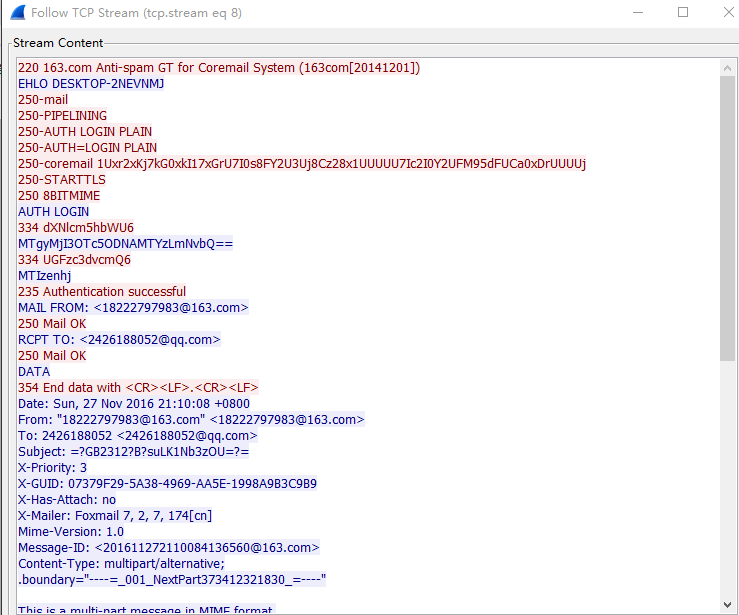 Follow TCP Stream (tcp.stream eq 8)
Stream Content
220 163.com Anti-spam GT for Coremail System (163com[20141201])
EHLO DESKTOP-2NEVNMJ
250-mail
250-PIPELINING
250-AUTH LOGIN PLAIN
250-AUTH=LOGIN PLAIN
250-coremail 1Uxr2xKj7kG0xkI17xGrU7I0s8FY2U3Uj8Cz28x1UUUUU7Ic2I0Y2UFM95dFUCa0xDrUUUUj
250-STARTTLS
250 8BITMIME
AUTH LOGIN
334 dXNlcm5hbWU6
MTgyMjI3OTc5ODNAMTYzLmNvbQ==
334 UGFzc3dvcmQ6
MTIzenhj
235 Authentication successful
MAIL FROM: <18222797983@163.com>
250 Mail OK
RCPT TO: <2426188052@qq.com>
250 Mail OK
DATA
354 End data with <CR><LF>.<CR><LF>
Date: Sun, 27 Nov 2016 21:10:08 +0800
From: "18222797983@163.com" <18222797983@163.com>
To: 2426188052 <2426188052@qq.com>
Subject: =?GB2312?B?suLK1Nb3zOU=?=
X-Priority: 3
X-GUID: 07379F29-5A38-4969-AA5E-1998A9B3C9B9
X-Has-Attach: no
X-Mailer: Foxmail 7, 2, 7, 174[cn]
Mime-Version: 1.0
Message-ID: <201611272110084136560@163.com>
Content-Type: multipart/alternative;
.boundary="----=_001_NextPart373412321830_=----"
This is a multi-part message in MIME format.